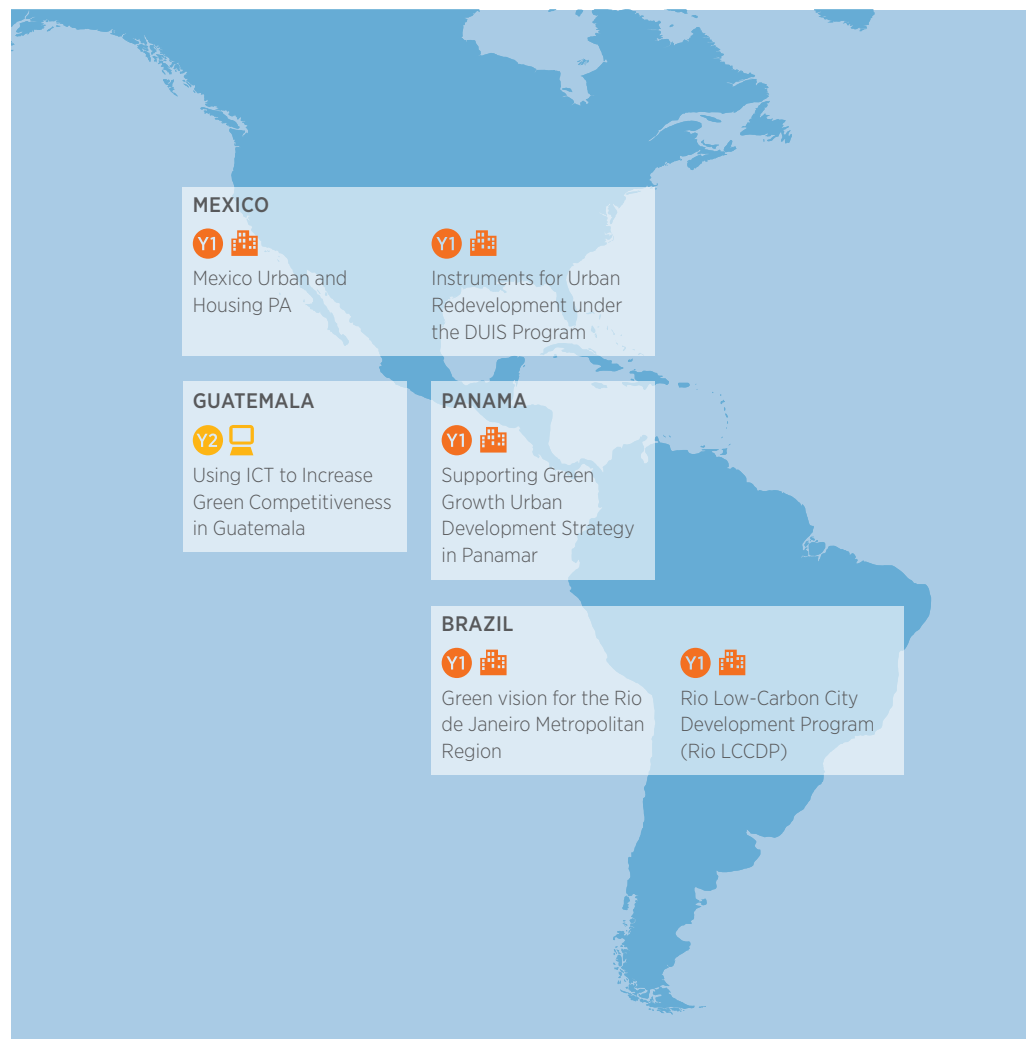 MEXICO
Y1
Mexico Urban and
Housing PA
Y1
Instruments for Urban
Redevelopment under
the DUIS Program
GUATEMALA
Y2
Using ICT to Increase
Green Competitiveness
in Guatemala
PANAMA
Y1
Supporting Green
Growth Urban
Development Strategy
in Panamar
BRAZIL
Y1
Green vision for the Rio
de Janeiro Metropolitan
Region
Y1
Rio Low-Carbon City
Development Program
(Rio LCCDP)